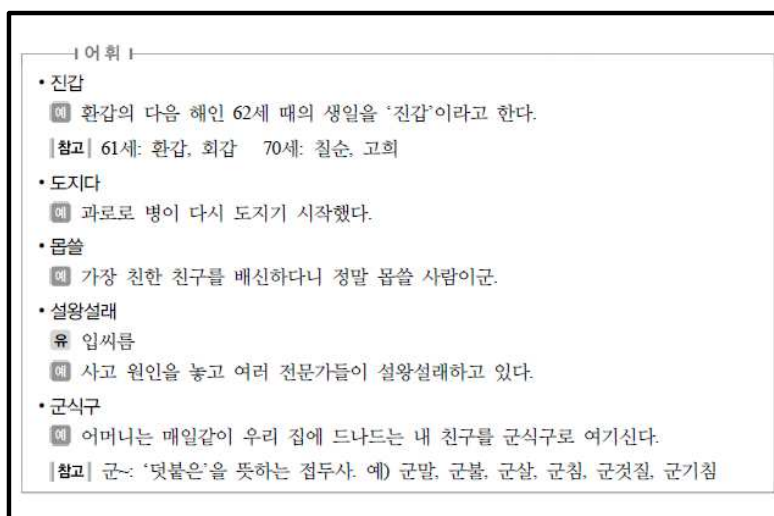 어휘
• 진갑
예 환갑의 다음 해인 62세 때의 생일을 ‘진갑’이라고 한다.
|참고| 61세: 환갑, 회갑 70세: 칠순, 고희
• 도지다
예 과로로 병이 다시 도지기 시작했다.
• 몹쓸
예 가장 친한 친구를 배신하다니 정말 몹쓸 사람이군.
• 설왕설래
유 입씨름
예 사고 원인을 놓고 여러 전문가들이 설왕설래하고 있다.
• 군식구
예 어머니는 매일같이 우리 집에 드나드는 내 친구를 군식구로 여기신다.
|참고| 군~: ‘덧붙은’을 뜻하는 접두사. 예) 군말, 군불, 군살, 군침, 군것질, 군기침